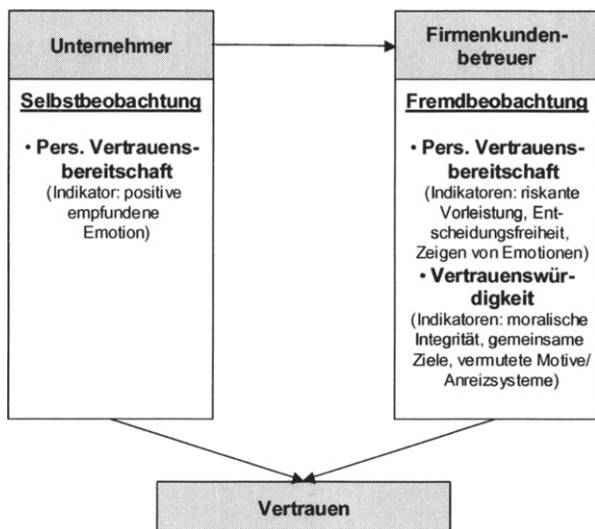 Unternehmer
Selbstbeobachtung
• Pers. Vertrauens-
bereitschaft
(Indikator: positive
empfundene
Emotion)
Firmenkunden-
betreuer
Fremdbeobachtung
• Pers. Vertrauens-
bereitschaft
(Indikatoren: riskante
Vorleistung, Ent-
scheidungsfreiheit,
Zeigen von Emotionen)
• Vertrauenswür-
digkeit
(Indikatoren: moralische
Integrität, gemeinsame
Ziele, vermutete Motive/
Anreizsysteme)
Vertrauen